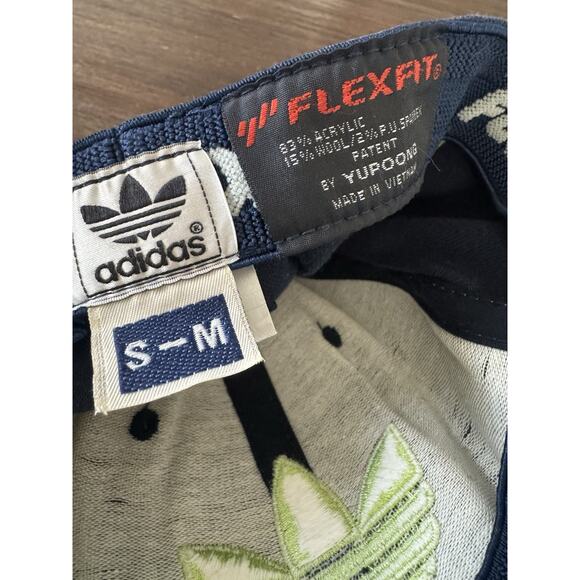 FLEXFIT®
83% ACRYLIC
15% WOOL/2% P.U.SPANDEX
PATENT
BY YUPOONG
MADE IN VIETNAM
adidas®
S-M